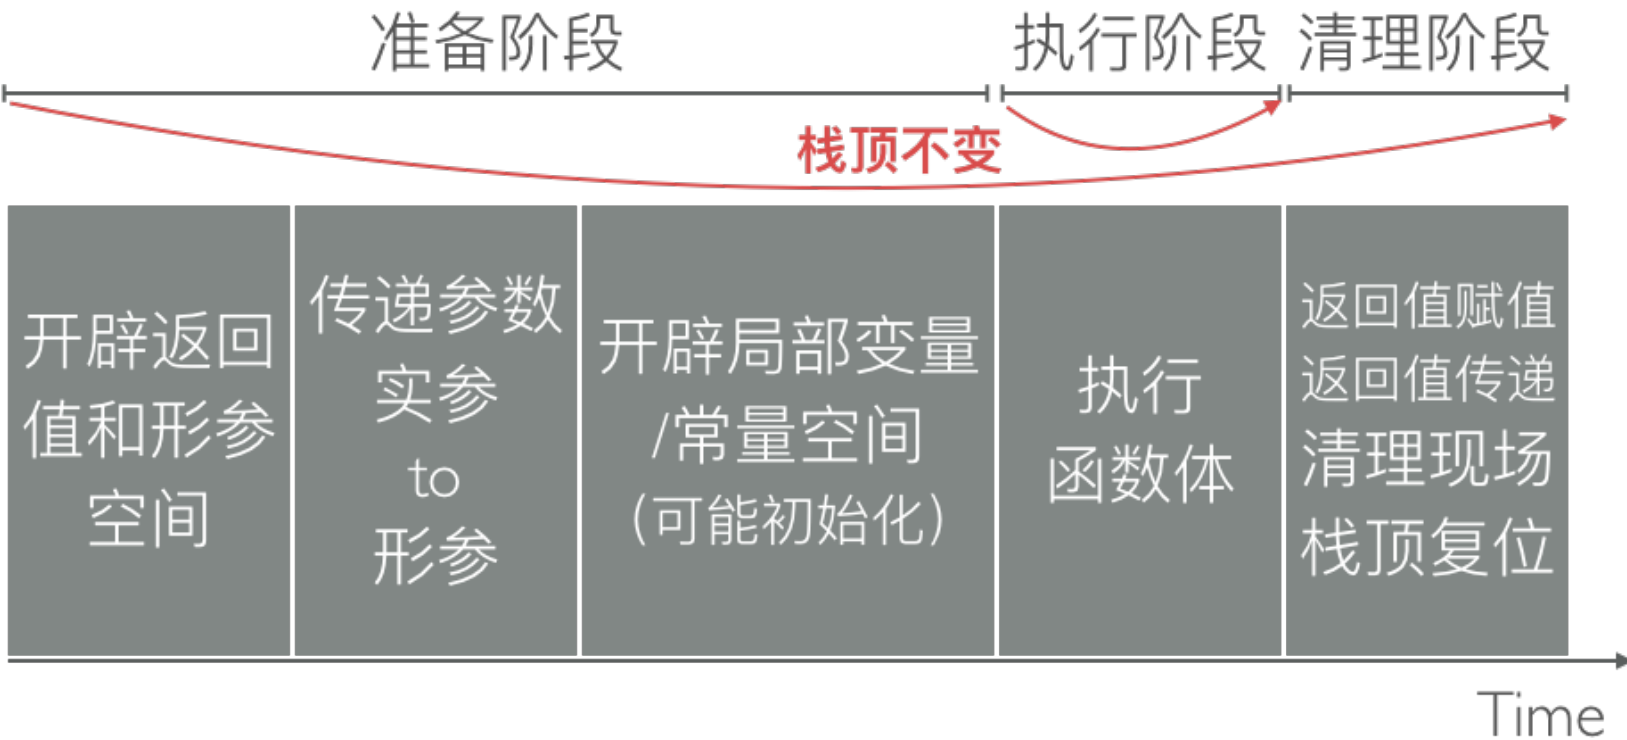 准备阶段
执行阶段
清理阶段
栈顶不变
开辟返回
值和形参
空间
传递参数
实参
to
形参
开辟局部变量
/常量空间
(可能初始化)
执行
函数体
返回值赋值
返回值传递
清理现场
栈顶复位
Time